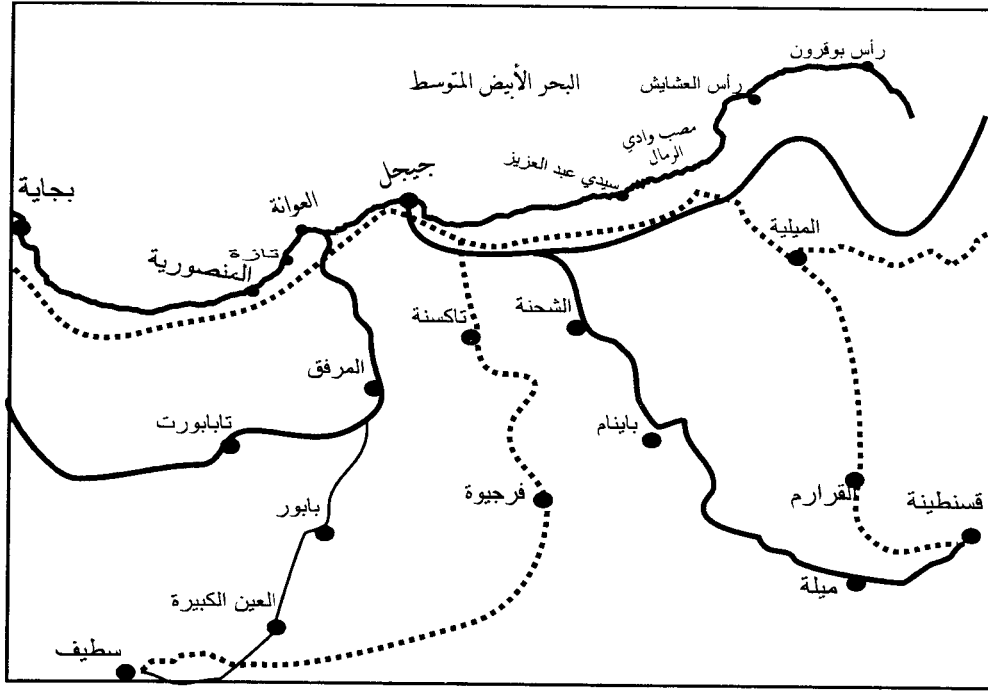 رأس بوقرون
البحر الأبيض المتوسط
رأس العشايش
مصب وادي
الرمال
سيدي عبد العزيز
جيجل
بجاية
العوانة
تازة
المنصورية
الميلية
تاكسنة
الشحنة
المرفق
تابابورت
باينام
بابور
فرجيوة
القرارم
قسنطينة
ميلة
العين الكبيرة
سطيف